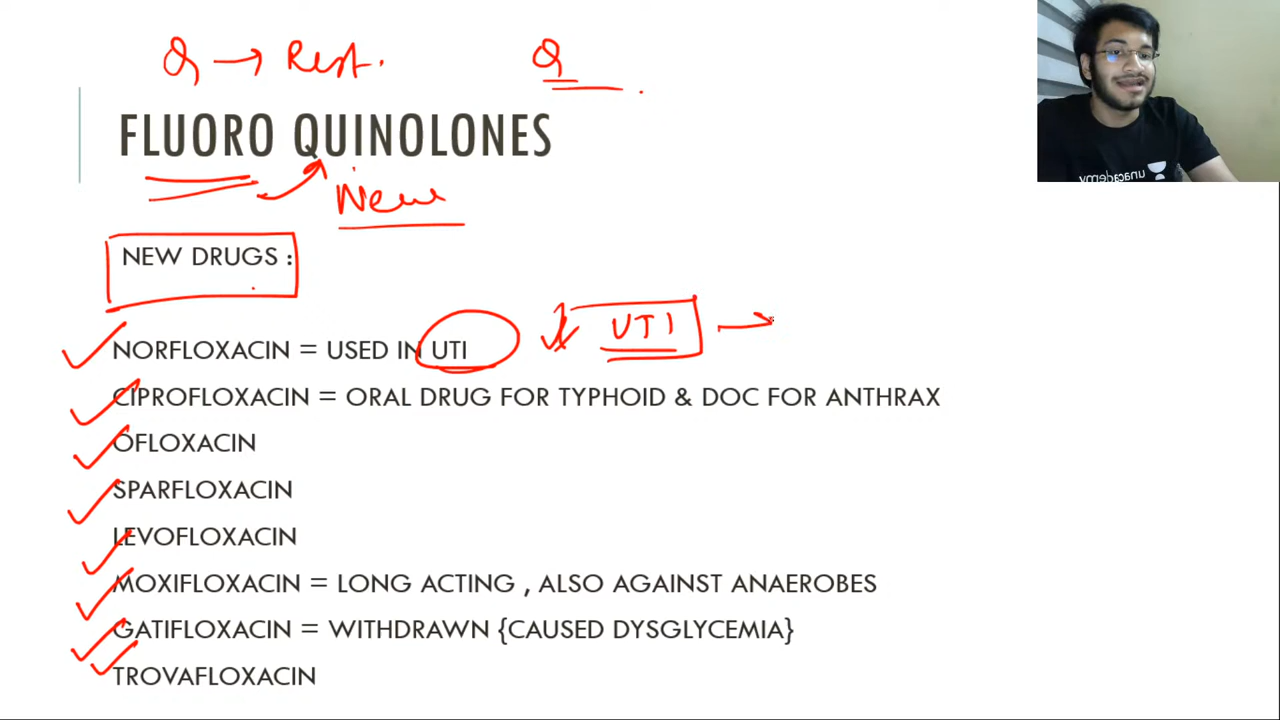 Q → Rest. Q
FLUORO QUINOLONES
New
NEW DRUGS :
NORFLOXACIN = USED IN UTI UTI →
CIPROFLOXACIN = ORAL DRUG FOR TYPHOID & DOC FOR ANTHRAX
OFLOXACIN
SPARFLOXACIN
LEVOFLOXACIN
MOXIFLOXACIN = LONG ACTING , ALSO AGAINST ANAEROBES
GATIFLOXACIN = WITHDRAWN {CAUSED DYSGLYCEMIA}
TROVAFLOXACIN
unacademy